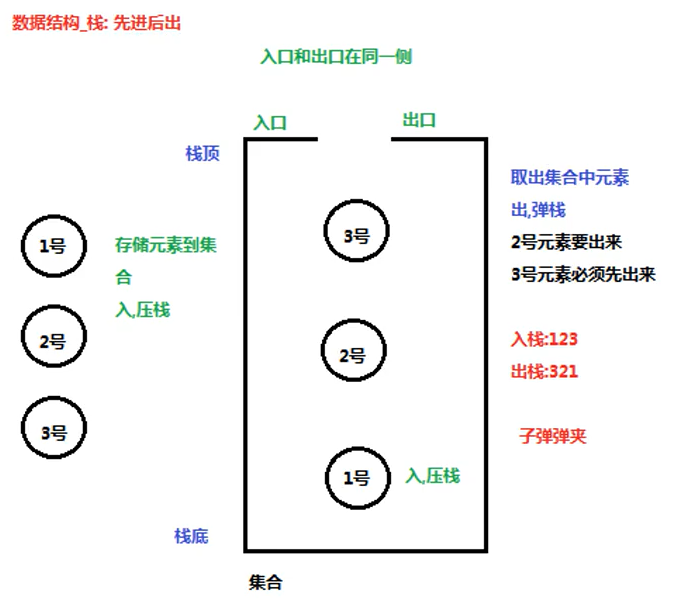 数据结构_栈: 先进后出
入口和出口在同一侧
入口
出口
栈顶
1号
2号
3号
存储元素到集
合
入,压栈
3号
2号
1号
入,压栈
栈底
集合
取出集合中元素
出,弹栈
2号元素要出来
3号元素必须先出来
入栈:123
出栈:321
子弹弹夹